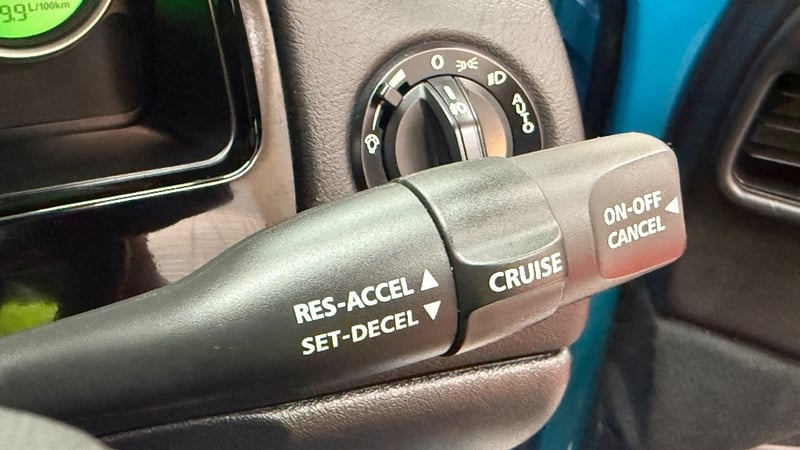 9,9 L/100km
0
AUTO
RES-ACCEL ▲
SET-DECEL ▼
CRUISE
ON-OFF
CANCEL ◀